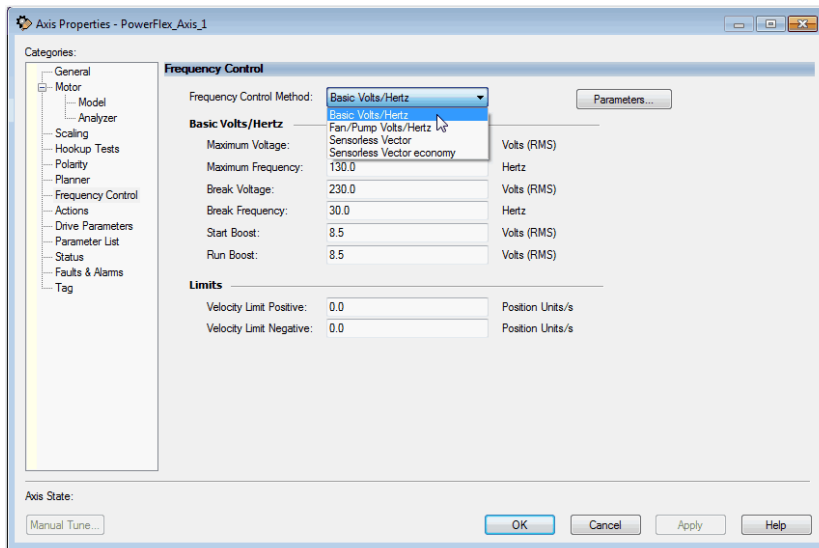 Axis Properties - PowerFlex_Axis_1
Categories:
General
Motor
Model
Analyzer
Scaling
Hookup Tests
Polarity
Planner
Frequency Control
Actions
Drive Parameters
Parameter List
Status
Faults & Alarms
Tag
Frequency Control
Frequency Control Method: Basic Volts/Hertz Parameters...
Basic Volts/Hertz
Fan/Pump Volts/Hertz
Sensorless Vector
Sensorless Vector economy
Basic Volts/Hertz
Maximum Voltage: Volts (RMS)
Maximum Frequency: 130.0 Hertz
Break Voltage: 230.0 Volts (RMS)
Break Frequency: 30.0 Hertz
Start Boost: 8.5 Volts (RMS)
Run Boost: 8.5 Volts (RMS)
Limits
Velocity Limit Positive: 0.0 Position Units/s
Velocity Limit Negative: 0.0 Position Units/s
Axis State:
Manual Tune... OK Cancel Apply Help